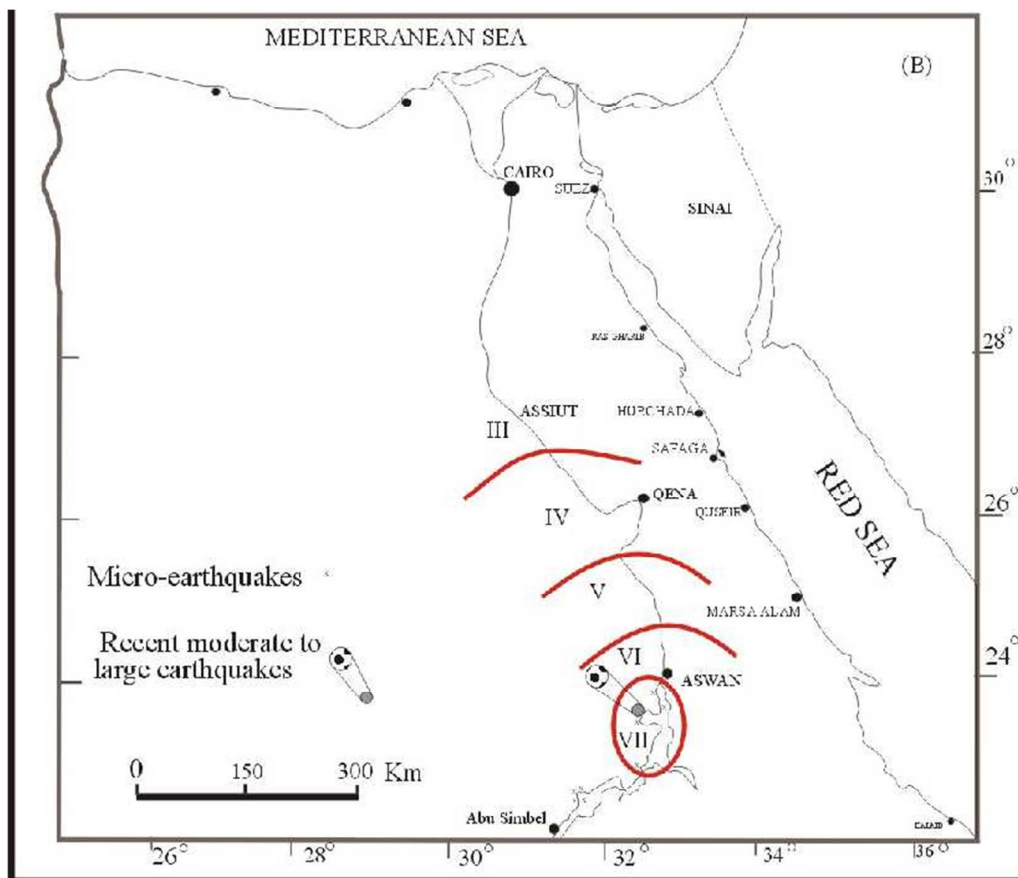 MEDITERRANEAN SEA
(B)
CAIRO
SUEZ
30°
SINAI
RAS GHARIB
28°
ASSIUT
HURGHADA
III
SAFAGA
RED SEA
QENA
26°
IV
QUSEIR
Micro-earthquakes
V
MARSA ALAM
Recent moderate to
large earthquakes
VI
ASWAN
24°
VII
0 150 300 Km
Abu Simbel
26° 28° 30° 32° 34° 36°